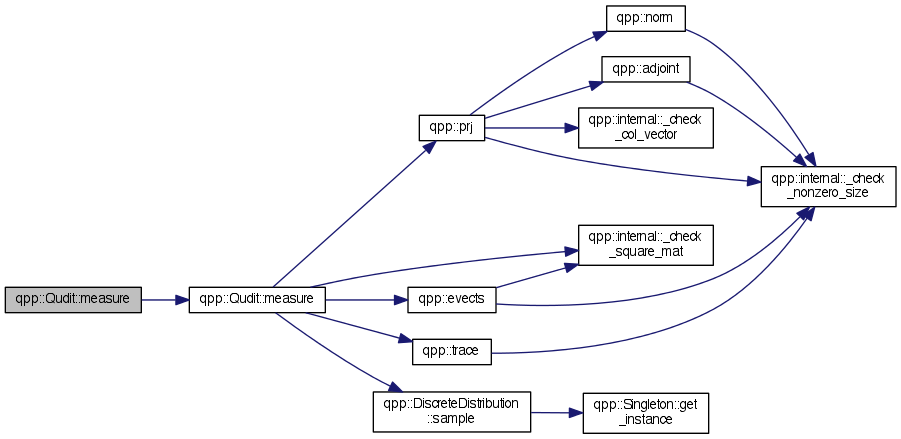 qpp::norm
qpp::adjoint
qpp::prj
qpp::internal::_check
_col_vector
qpp::internal::_check
_nonzero_size
qpp::internal::_check
_square_mat
qpp::Qudit::measure
qpp::Qudit::measure
qpp::evects
qpp::trace
qpp::DiscreteDistribution
::sample
qpp::Singleton::get
_instance